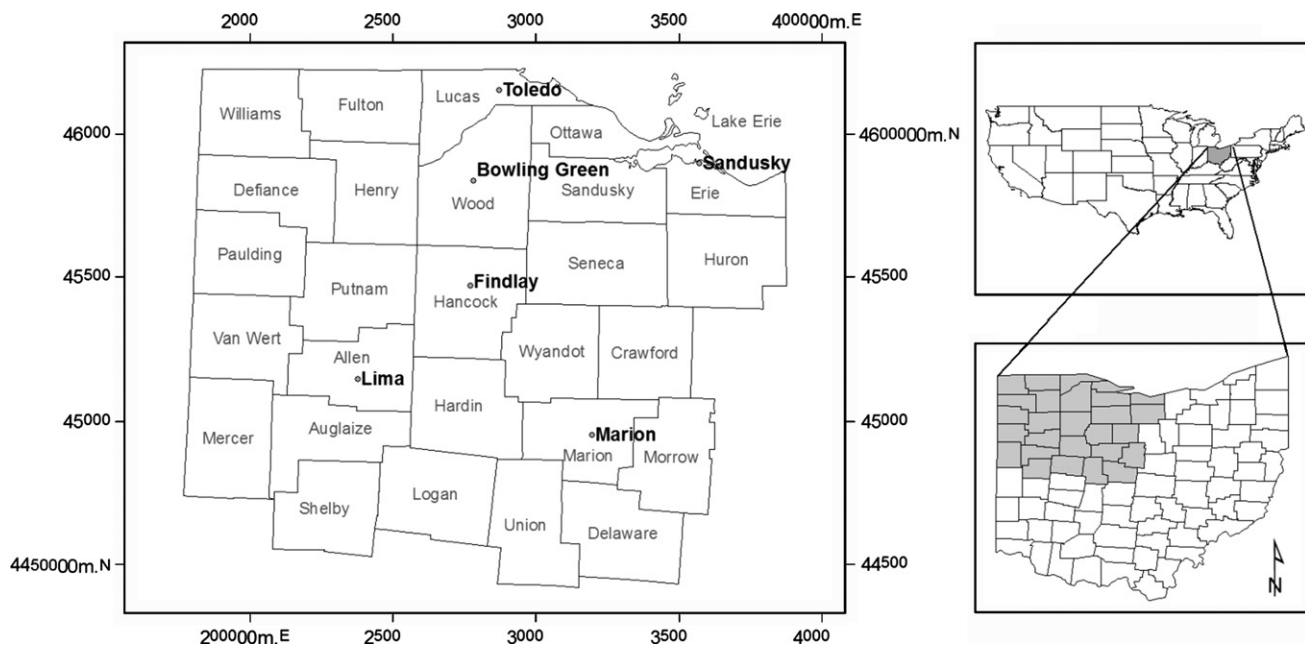 2000 2500 3000 3500 400000m.E
Williams Fulton Lucas Toledo
Ottawa Lake Erie
46000 4600000m.N
Defiance Henry Bowling Green Sandusky
Wood Sandusky Erie
Paulding Putnam Findlay Seneca Huron
Hancock
45500 45500
Van Wert Allen Wyandot Crawford
Lima
Hardin
45000 45000
Mercer Auglaize Marion
Marion Morrow
Shelby Logan Union Delaware
4450000m.N 44500
200000m.E 2500 3000 3500 4000
N